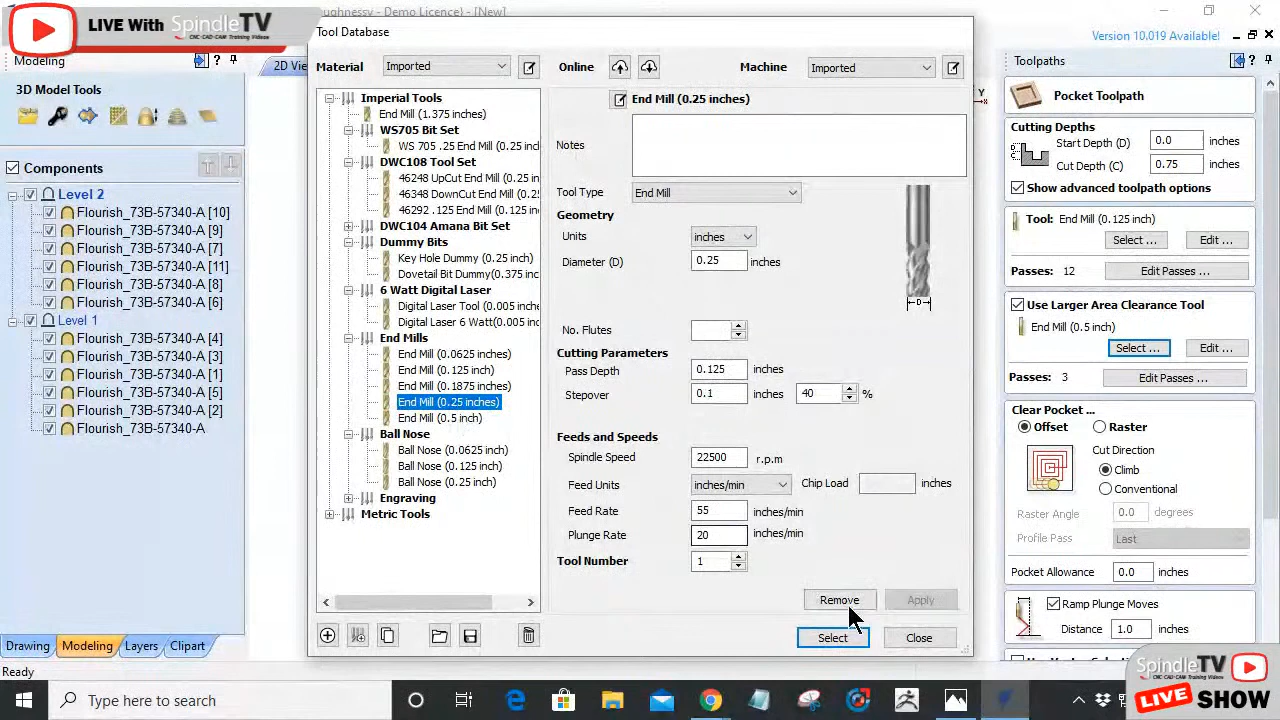 LIVE With SpindleTV
CNC-CAD-CAM Training Videos
Demo Licence} - [New]
Version 10.019 Available!
Modeling
2D Vie
3D Model Tools
Components
Level 2
Flourish_73B-57340-A [10]
Flourish_73B-57340-A [9]
Flourish_73B-57340-A [7]
Flourish_73B-57340-A [11]
Flourish_73B-57340-A [8]
Flourish_73B-57340-A [6]
Level 1
Flourish_73B-57340-A [4]
Flourish_73B-57340-A [3]
Flourish_73B-57340-A [1]
Flourish_73B-57340-A [5]
Flourish_73B-57340-A [2]
Flourish_73B-57340-A
Drawing Modeling Layers Clipart
Ready
Tool Database
Material Imported Online Machine Imported
Imperial Tools
End Mill (1.375 inches)
WS705 Bit Set
WS 705 .25 End Mill (0.25 incl
DWC108 Tool Set
46248 UpCut End Mill (0.25 in
46348 DownCut End Mill (0.25
46292 .125 End Mill (0.125 in
DWC104 Amana Bit Set
Dummy Bits
Key Hole Dummy (0.25 inch)
Dovetail Bit Dummy(0.375 inc
6 Watt Digital Laser
Digital Laser Tool (0.005 inche
Digital Laser 6 Watt(0.005 inc
End Mills
End Mill (0.0625 inches)
End Mill (0.125 inch)
End Mill (0.1875 inches)
End Mill (0.25 inches)
End Mill (0.5 inch)
Ball Nose
Ball Nose (0.0625 inch)
Ball Nose (0.125 inch)
Ball Nose (0.25 inch)
Engraving
Metric Tools
End Mill (0.25 inches)
Notes
Tool Type End Mill
Geometry
Units inches
Diameter (D) 0.25 inches
D
No. Flutes
Cutting Parameters
Pass Depth 0.125 inches
Stepover 0.1 inches 40 %
Feeds and Speeds
Spindle Speed 22500 r.p.m
Feed Units inches/min Chip Load inches
Feed Rate 55 inches/min
Plunge Rate 20 inches/min
Tool Number 1
Remove Apply
Select Close
Toolpaths
Pocket Toolpath
Cutting Depths
Start Depth (D) 0.0 inches
Cut Depth (C) 0.75 inches
Show advanced toolpath options
Tool: End Mill (0.125 inch)
Select ... Edit ...
Passes: 12 Edit Passes ...
Use Larger Area Clearance Tool
End Mill (0.5 inch)
Select ... Edit ...
Passes: 3 Edit Passes ...
Clear Pocket ...
Offset Raster
Cut Direction
Climb
Conventional
Raster Angle 0.0 degrees
Profile Pass Last
Pocket Allowance 0.0 inches
Ramp Plunge Moves
Distance 1.0 inches
SpindleTV
CNC-CAD-CAM Training Videos
LIVE SHOW
Type here to search